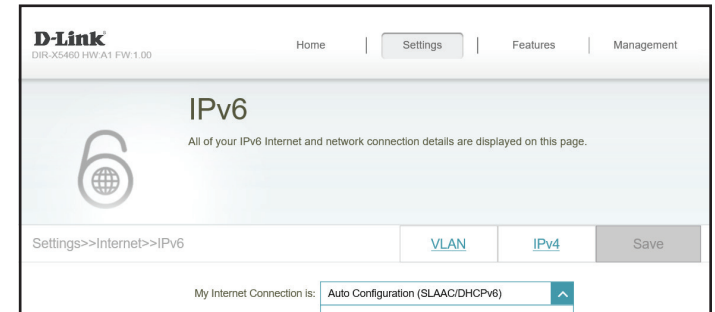 D-Link
DIR-X5460 HW:A1 FW:1.00
Home
Settings
Features
Management
IPv6
All of your IPv6 Internet and network connection details are displayed on this page.
Settings>>Internet>>IPv6
VLAN
IPv4
Save
My Internet Connection is: Auto Configuration (SLAAC/DHCPv6)